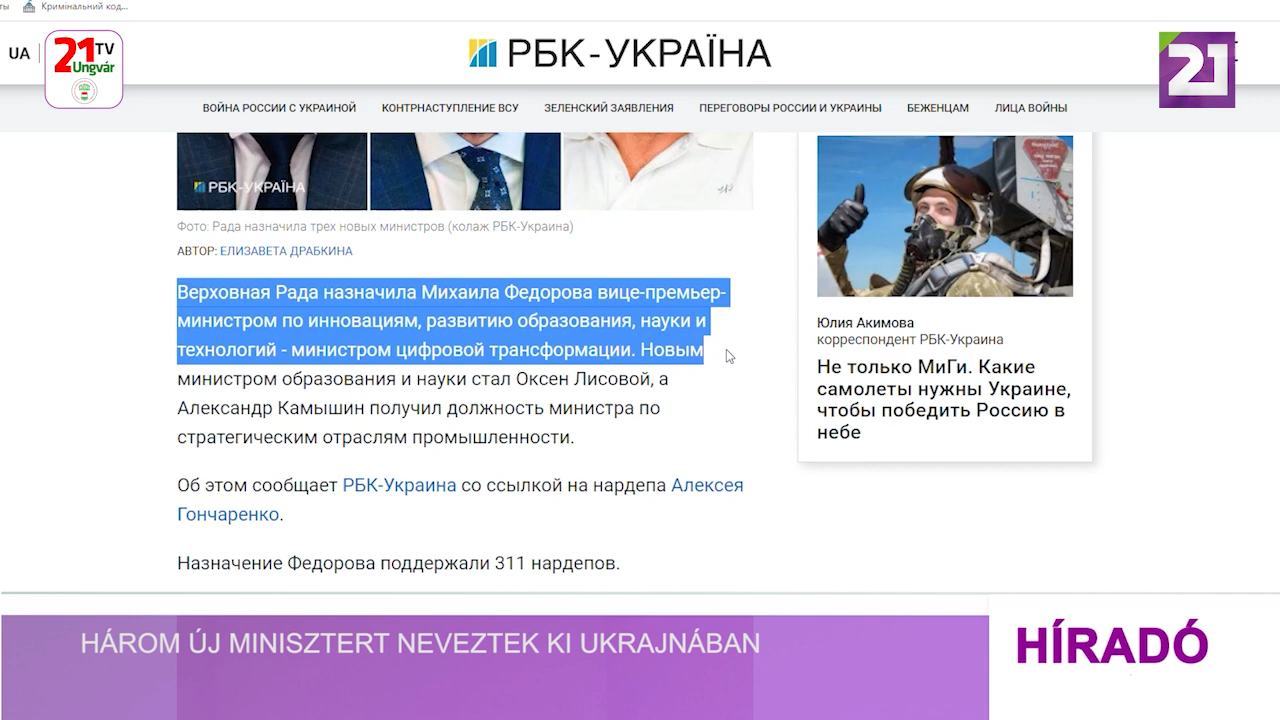 ты
Кримінальний код...
UA
21 TV
Ungvár
РБК-УКРАЇНА
21
ВОЙНА РОССИИ С УКРАИНОЙ
КОНТРНАСТУПЛЕНИЕ ВСУ
ЗЕЛЕНСКИЙ ЗАЯВЛЕНИЯ
ПЕРЕГОВОРЫ РОССИИ И УКРАИНЫ
БЕЖЕНЦАМ
ЛИЦА ВОЙНЫ
РБК-УКРАЇНА
Фото: Рада назначила трех новых министров (колаж РБК-Украина)
АВТОР: ЕЛИЗАВЕТА ДРАБКИНА
Верховная Рада назначила Михаила Федорова вице-премьер-
министром по инновациям, развитию образования, науки и
технологий - министром цифровой трансформации. Новым
министром образования и науки стал Оксен Лисовой, а
Александр Камышин получил должность министра по
стратегическим отраслям промышленности.
Об этом сообщает РБК-Украина со ссылкой на нардепа Алексея
Гончаренко.
Назначение Федорова поддержали 311 нардепов.
Юлия Акимова
корреспондент РБК-Украина
Не только МиГи. Какие
самолеты нужны Украине,
чтобы победить Россию в
небе
HÁROM ÚJ MINISZTERT NEVEZTEK KI UKRAJNÁBAN
HÍRADÓ